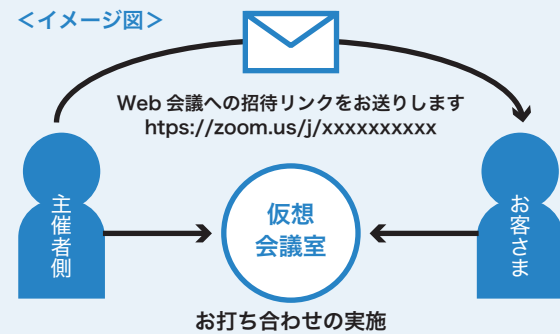 ＜イメージ図＞
Web 会議への招待リンクをお送りします
htps://zoom.us/j/xxxxxxxxxx
主催者側
仮想
会議室
お客さま
お打ち合わせの実施